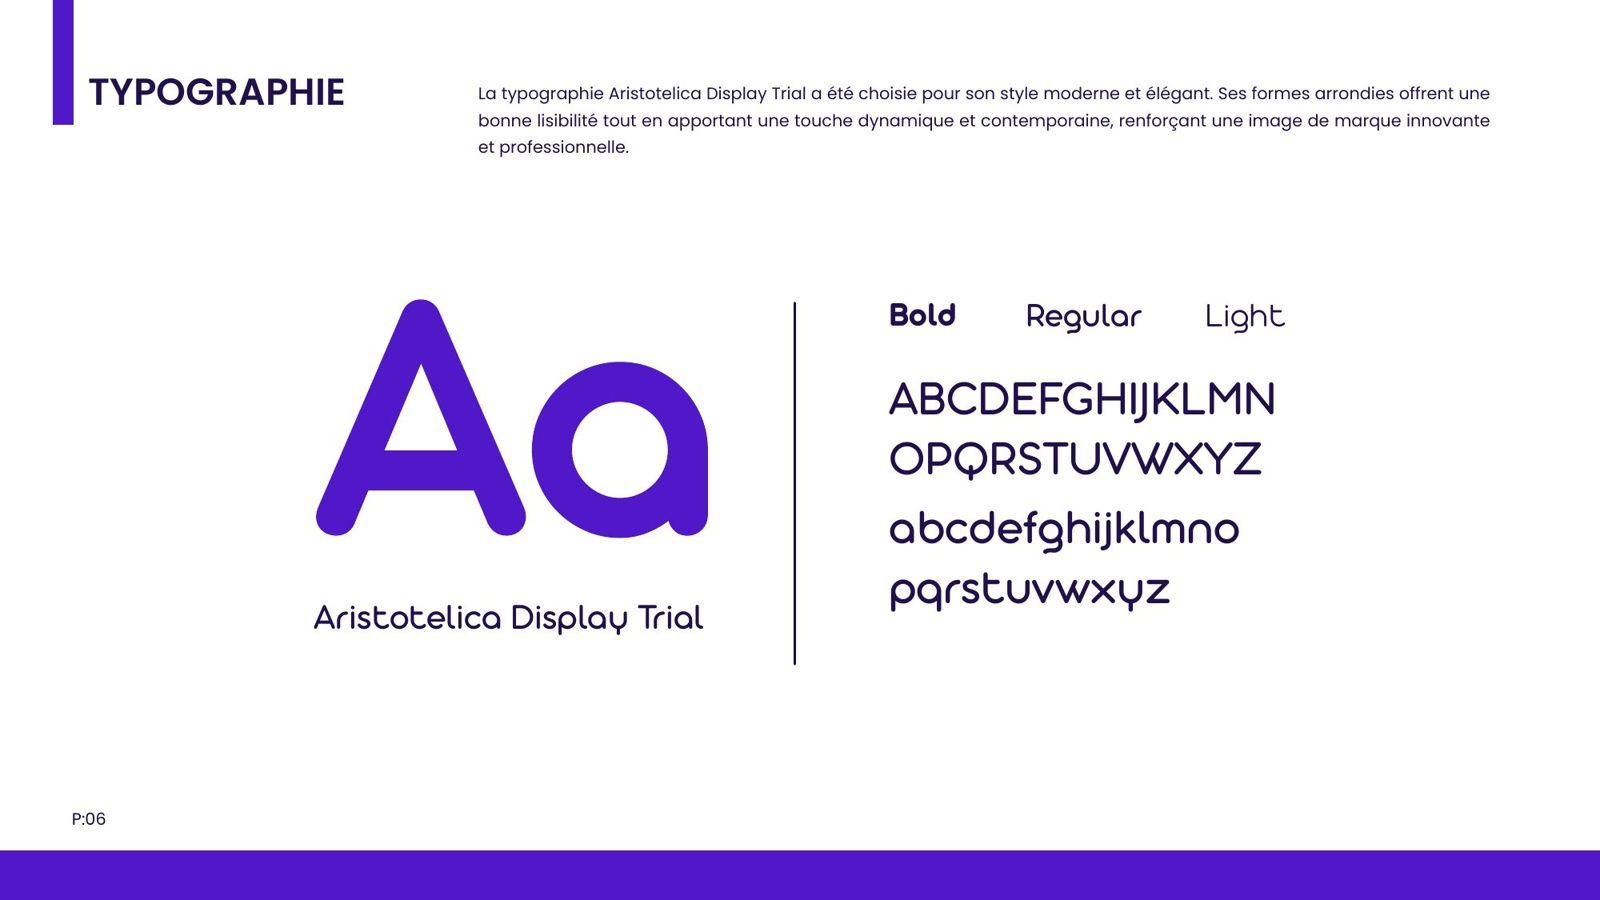 TYPOGRAPHIE
La typographie Aristotelica Display Trial a été choisie pour son style moderne et élégant. Ses formes arrondies offrent une
bonne lisibilité tout en apportant une touche dynamique et contemporaine, renforçant une image de marque innovante
et professionnelle.
Aa
Aristotelica Display Trial
Bold Regular Light
ABCDEFGHIJKLMN
OPQRSTUVWXYZ
abcdefghijklmno
pqrstuvwxyz
P:06